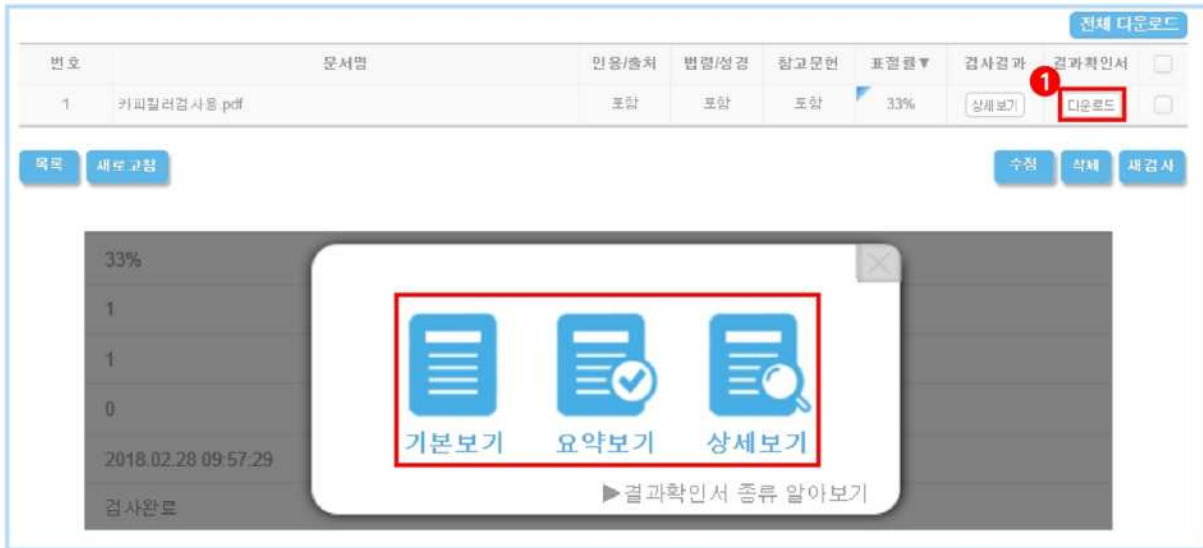 전체 다운로드
번호 문서명 인용/출처 법령/성경 참고문헌 표절률▼ 검사결과 결과확인서
1 카피킬러검사용.pdf 포함 포함 포함 33% 상세보기 1 다운로드
목록 새로고침 수정 삭제 재검사
33%
1
1
0
기본보기 요약보기 상세보기
2018.02.28 09:57:29
▶결과확인서 종류 알아보기
검사완료